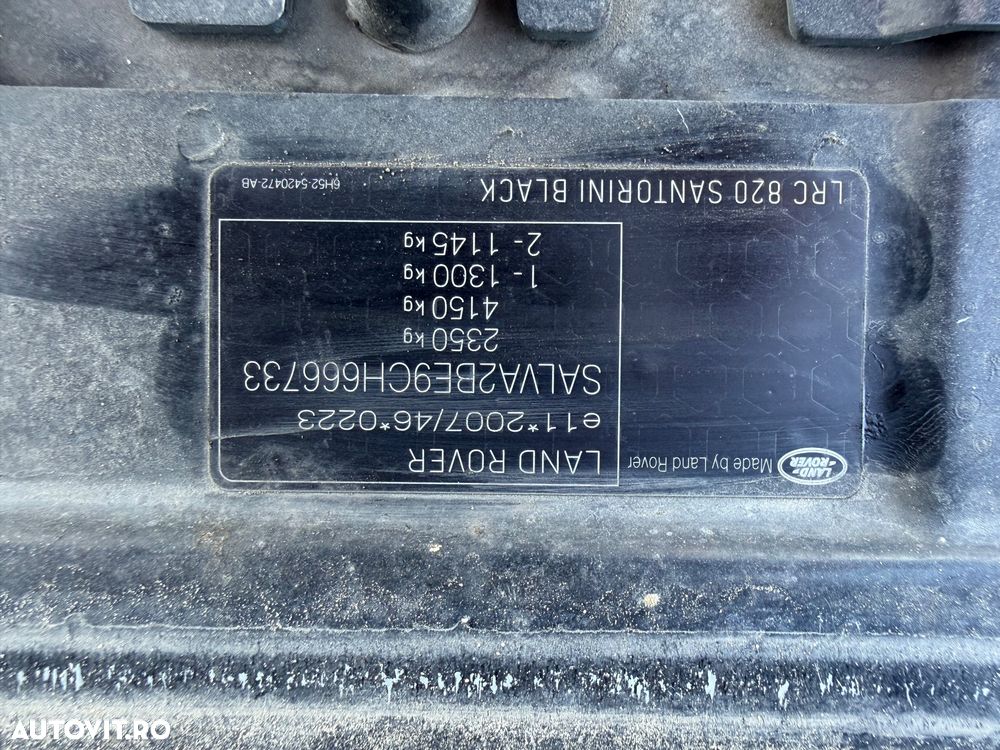 LAND
ROVER
Made by Land Rover
LAND ROVER
e11*2007/46*0223
SALVA2BE9CH666733
2350 kg
4150 kg
1 - 1300 kg
2 - 1145 kg
LRC 820 SANTORINI BLACK
6H52-5420472-AB
AUTOVIT.RO